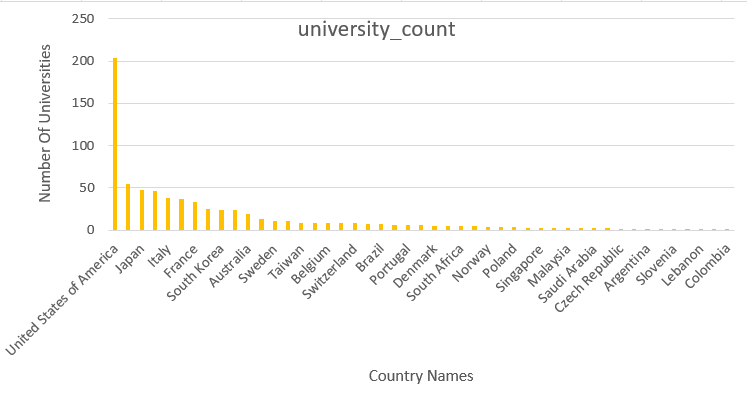 university_count
Number Of Universities
250
200
150
100
50
0
United States of America
Japan
Italy
France
South Korea
Australia
Sweden
Taiwan
Belgium
Switzerland
Brazil
Portugal
Denmark
South Africa
Norway
Poland
Singapore
Malaysia
Saudi Arabia
Czech Republic
Argentina
Slovenia
Lebanon
Colombia
Country Names